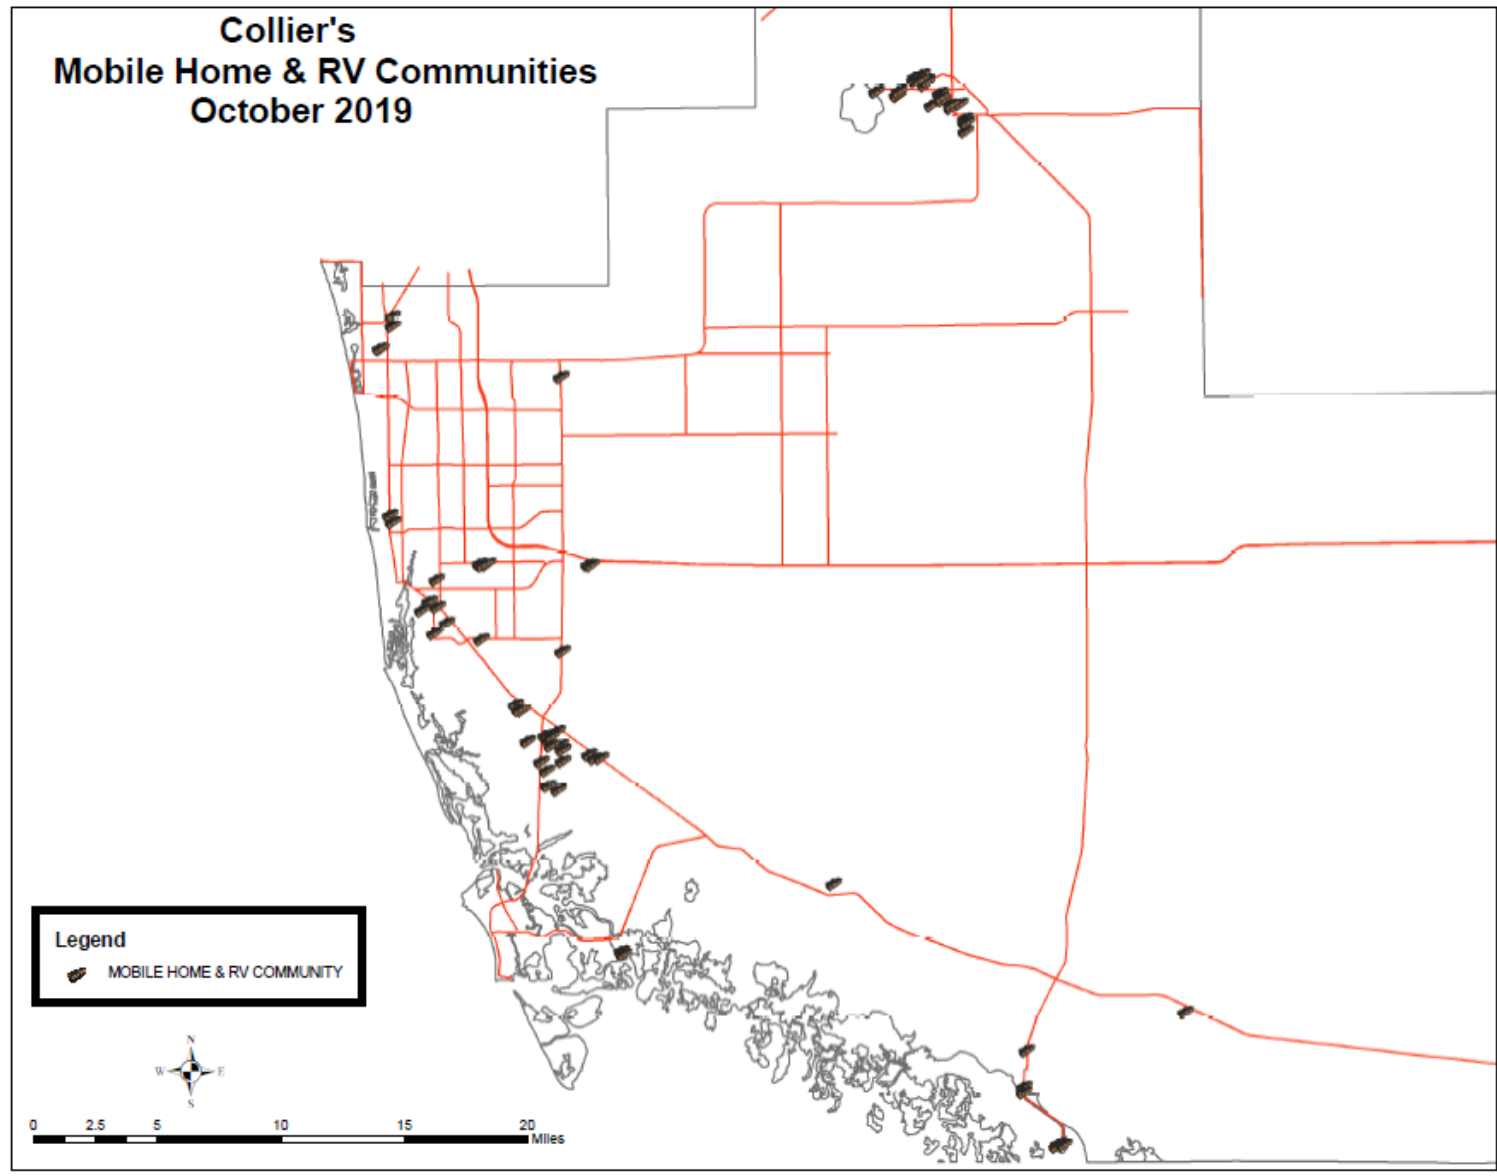 Collier's
Mobile Home & RV Communities
October 2019
Legend
MOBILE HOME & RV COMMUNITY
N
W E
S
0 2.5 5 10 15 20
Miles